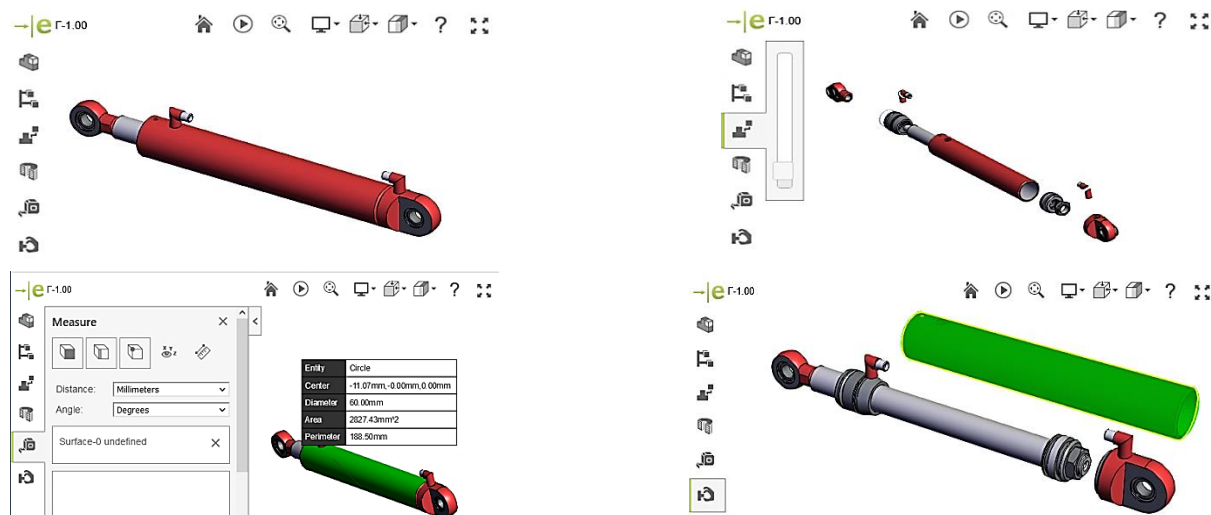 e Г-1.00
?
e Г-1.00
?
e Г-1.00
?
Measure
X Y Z
Distance: Millimeters
Angle: Degrees
Surface-0 undefined
Entity Circle
Center -11.07mm,-0.00mm,0.00mm
Diameter 60.00mm
Area 2827.43mm^2
Perimeter 188.50mm
e Г-1.00
?